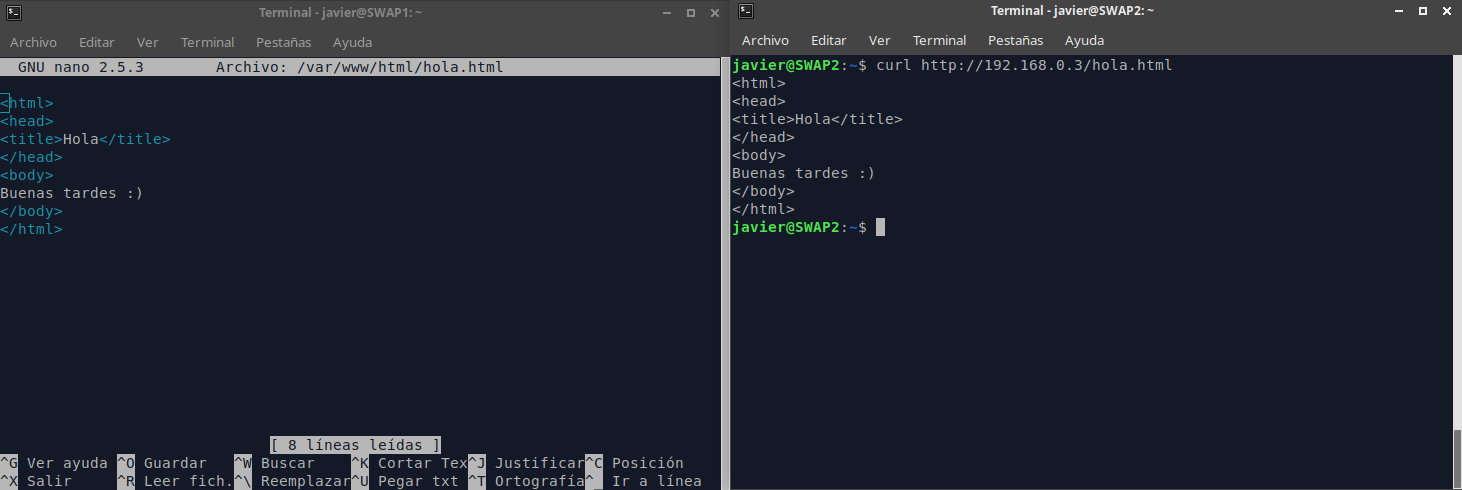 Terminal - javier@SWAP1: ~
Archivo Editar Ver Terminal Pestañas Ayuda
GNU nano 2.5.3 Archivo: /var/www/html/hola.html
<html>
<head>
<title>Hola</title>
</head>
<body>
Buenas tardes :)
</body>
</html>
[ 8 líneas leídas ]
^G Ver ayuda ^O Guardar ^W Buscar ^K Cortar Tex^J Justificar^C Posición
^X Salir ^R Leer fich.^\ Reemplazar^U Pegar txt ^T Ortografía^_ Ir a línea
Terminal - javier@SWAP2: ~
Archivo Editar Ver Terminal Pestañas Ayuda
javier@SWAP2:~$ curl http://192.168.0.3/hola.html
<html>
<head>
<title>Hola</title>
</head>
<body>
Buenas tardes :)
</body>
</html>
javier@SWAP2:~$